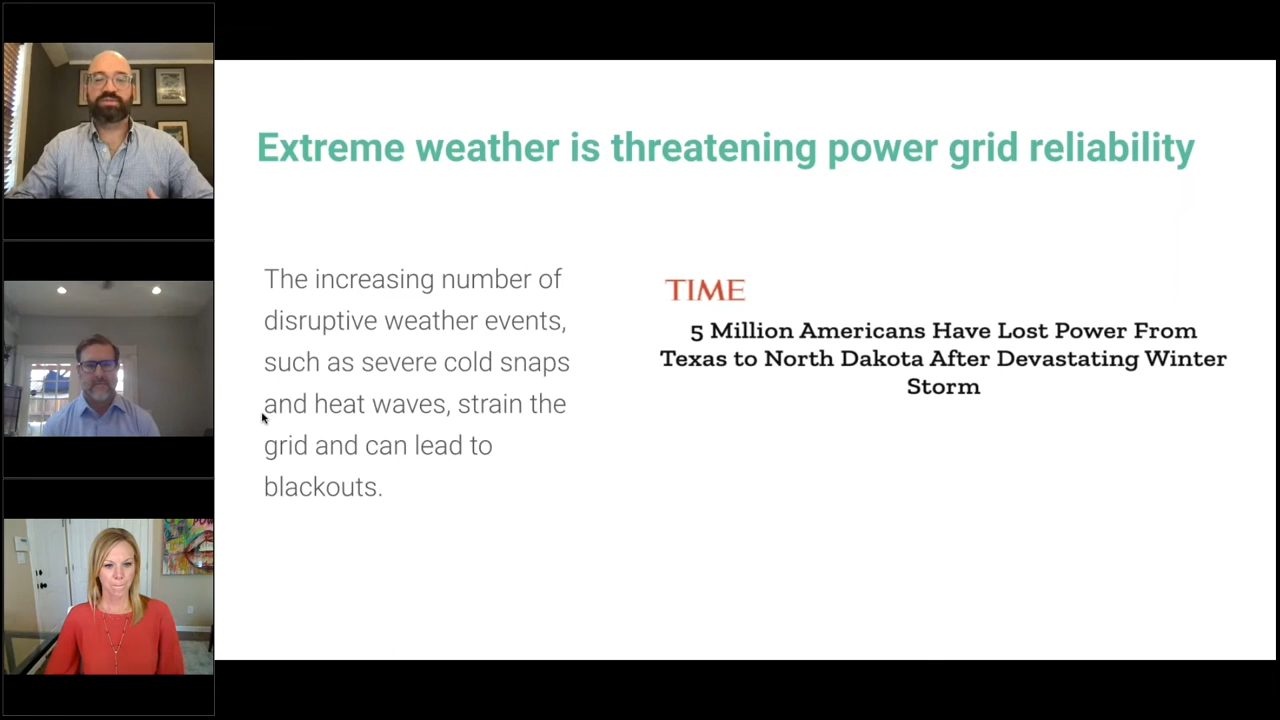 Extreme weather is threatening power grid reliability
The increasing number of
disruptive weather events,
such as severe cold snaps
and heat waves, strain the
grid and can lead to
blackouts.
TIME
5 Million Americans Have Lost Power From
Texas to North Dakota After Devastating Winter
Storm